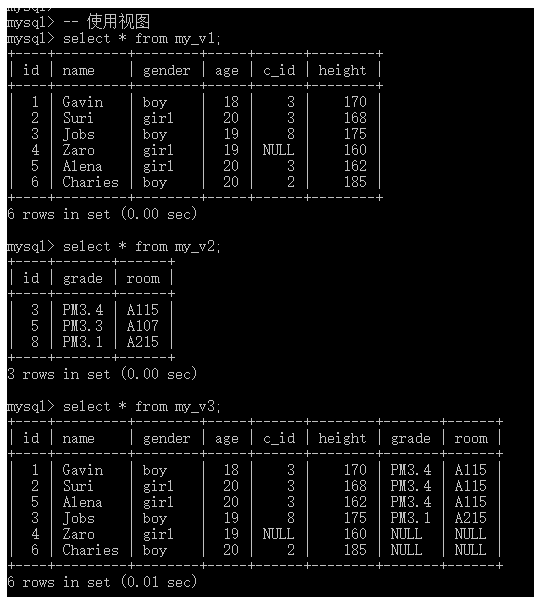 mysql>
mysql> -- 使用视图
mysql> select * from my_v1;
+----+---------+--------+-----+------+--------+
| id | name    | gender | age | c_id | height |
+----+---------+--------+-----+------+--------+
|  1 | Gavin   | boy    |  18 |    3 |    170 |
|  2 | Suri    | girl   |  20 |    3 |    168 |
|  3 | Jobs    | boy    |  19 |    8 |    175 |
|  4 | Zaro    | girl   |  19 | NULL |    160 |
|  5 | Alena   | girl   |  20 |    3 |    162 |
|  6 | Charies | boy    |  20 |    2 |    185 |
+----+---------+--------+-----+------+--------+
6 rows in set (0.00 sec)
mysql> select * from my_v2;
+----+-------+------+
| id | grade | room |
+----+-------+------+
|  3 | PM3.4 | A115 |
|  5 | PM3.3 | A107 |
|  8 | PM3.1 | A215 |
+----+-------+------+
3 rows in set (0.00 sec)
mysql> select * from my_v3;
+----+---------+--------+-----+------+--------+-------+------+
| id | name    | gender | age | c_id | height | grade | room |
+----+---------+--------+-----+------+--------+-------+------+
|  1 | Gavin   | boy    |  18 |    3 |    170 | PM3.4 | A115 |
|  2 | Suri    | girl   |  20 |    3 |    168 | PM3.4 | A115 |
|  5 | Alena   | girl   |  20 |    3 |    162 | PM3.4 | A115 |
|  3 | Jobs    | boy    |  19 |    8 |    175 | PM3.1 | A215 |
|  4 | Zaro    | girl   |  19 | NULL |    160 | NULL  | NULL |
|  6 | Charies | boy    |  20 |    2 |    185 | NULL  | NULL |
+----+---------+--------+-----+------+--------+-------+------+
6 rows in set (0.01 sec)